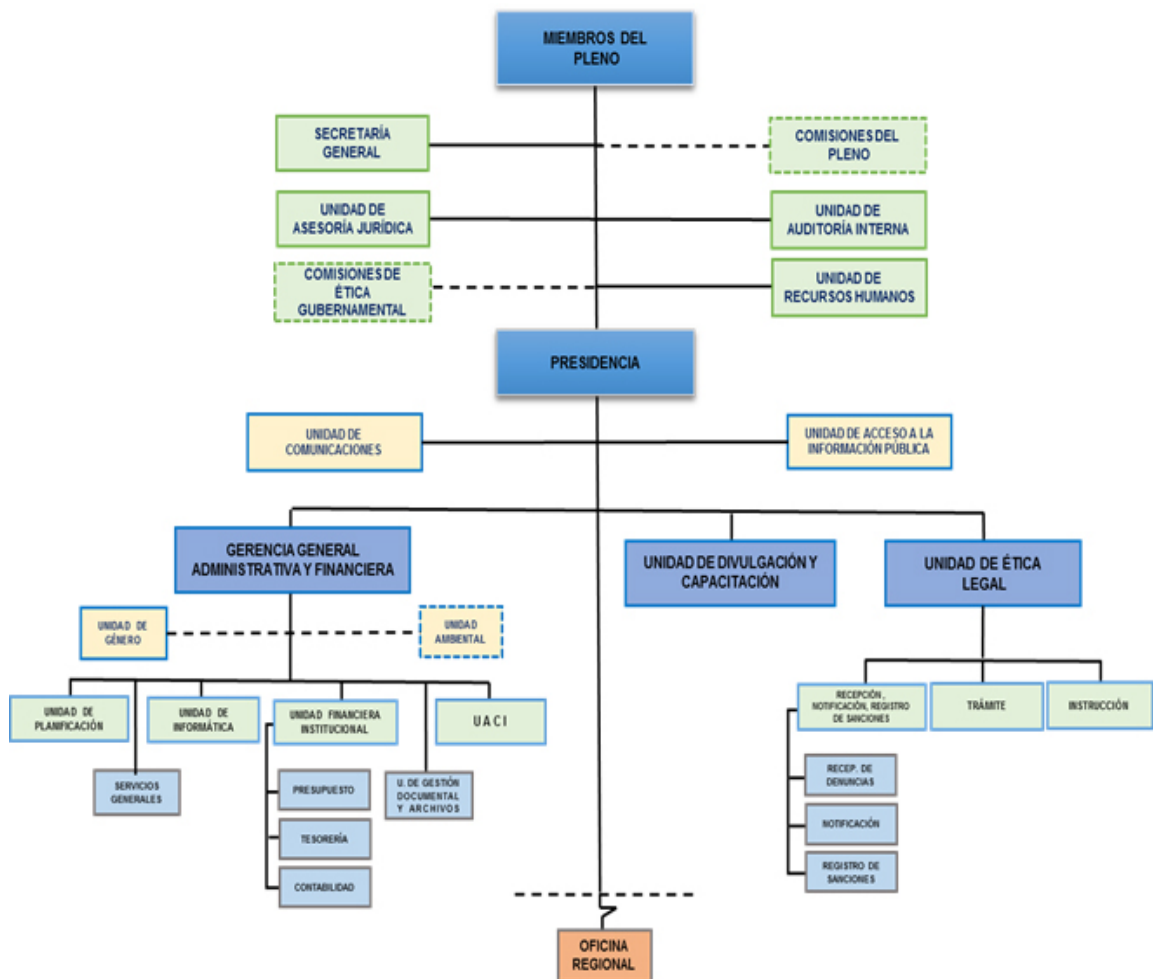 MIEMBROS DEL
PLENO
SECRETARÍA
GENERAL
COMISIONES DEL
PLENO
UNIDAD DE
ASESORÍA JURÍDICA
UNIDAD DE
AUDITORÍA INTERNA
COMISIONES DE
ÉTICA
GUBERNAMENTAL
UNIDAD DE
RECURSOS HUMANOS
PRESIDENCIA
UNIDAD DE
COMUNICACIONES
UNIDAD DE ACCESO A LA
INFORMACIÓN PÚBLICA
GERENCIA GENERAL
ADMINISTRATIVA Y FINANCIERA
UNIDAD DE DIVULGACIÓN Y
CAPACITACIÓN
UNIDAD DE ÉTICA
LEGAL
UNIDAD DE
GÉNERO
UNIDAD
AMBIENTAL
UNIDAD DE
PLANIFICACIÓN
UNIDAD DE
INFORMÁTICA
UNIDAD FINANCIERA
INSTITUCIONAL
UACI
RECEPCIÓN,
NOTIFICACIÓN, REGISTRO
DE SANCIONES
TRÁMITE
INSTRUCCIÓN
SERVICIOS
GENERALES
PRESUPUESTO
U. DE GESTIÓN
DOCUMENTAL
Y ARCHIVOS
RECEP. DE
DENUNCIAS
TESORERÍA
NOTIFICACIÓN
CONTABILIDAD
REGISTRO DE
SANCIONES
OFICINA
REGIONAL